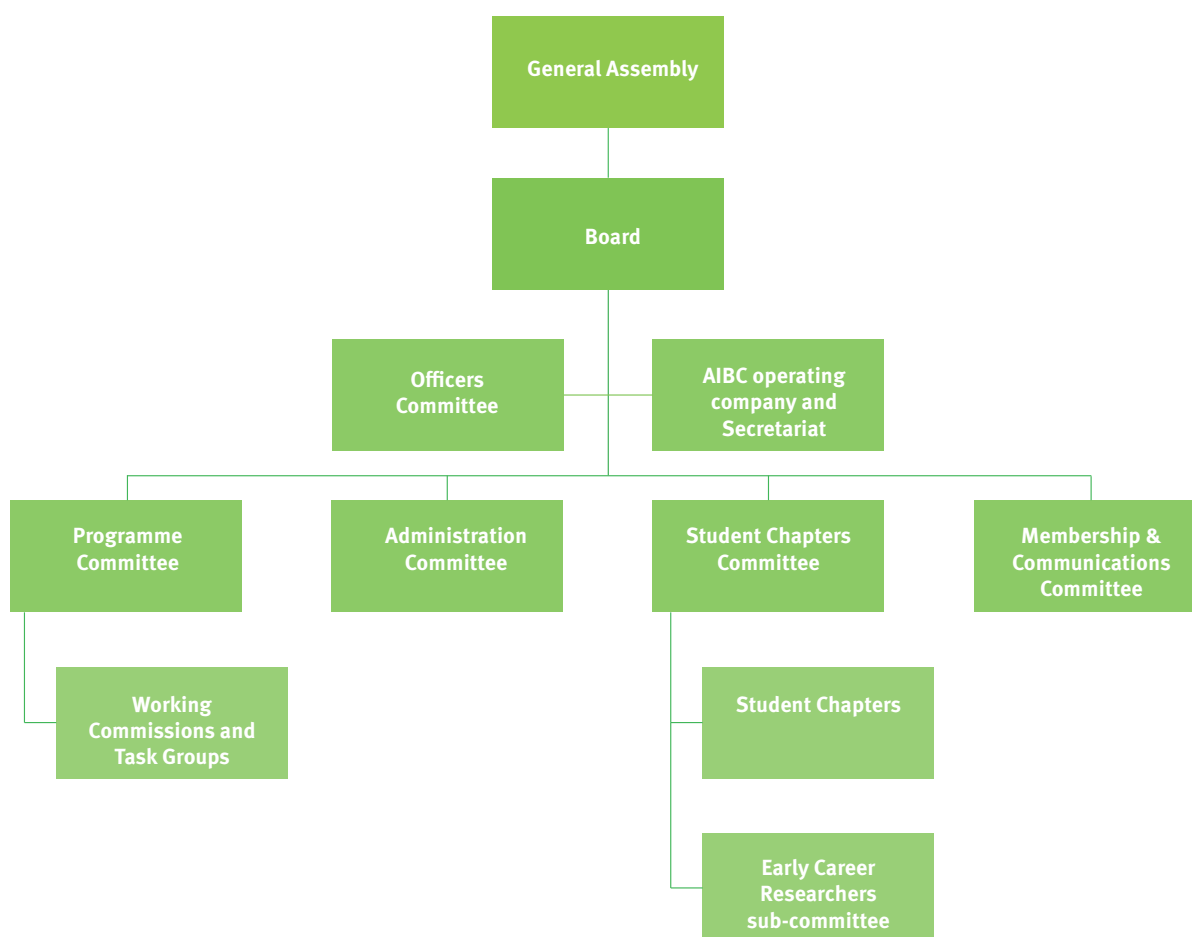 General Assembly
Board
Officers
Committee
AIBC operating
company and
Secretariat
Programme
Committee
Administration
Committee
Student Chapters
Committee
Membership &
Communications
Committee
Working
Commissions and
Task Groups
Student Chapters
Early Career
Researchers
sub-committee